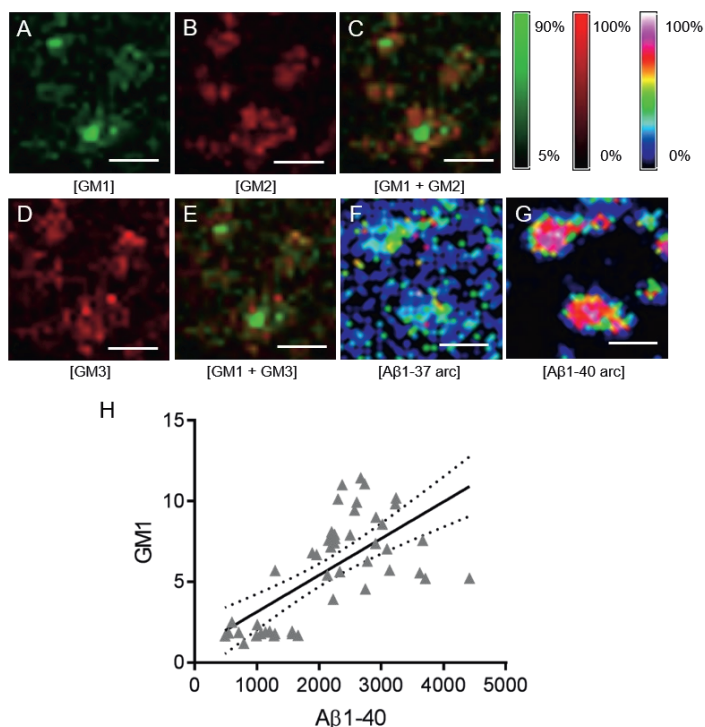 A
B
C
90%
100%
100%
5%
0%
0%
[GM1]
[GM2]
[GM1 + GM2]
D
E
F
G
[GM3]
[GM1 + GM3]
[Aβ1-37 arc]
[Aβ1-40 arc]
H
15
10
5
0
GM1
0 1000 2000 3000 4000 5000
Aβ1-40